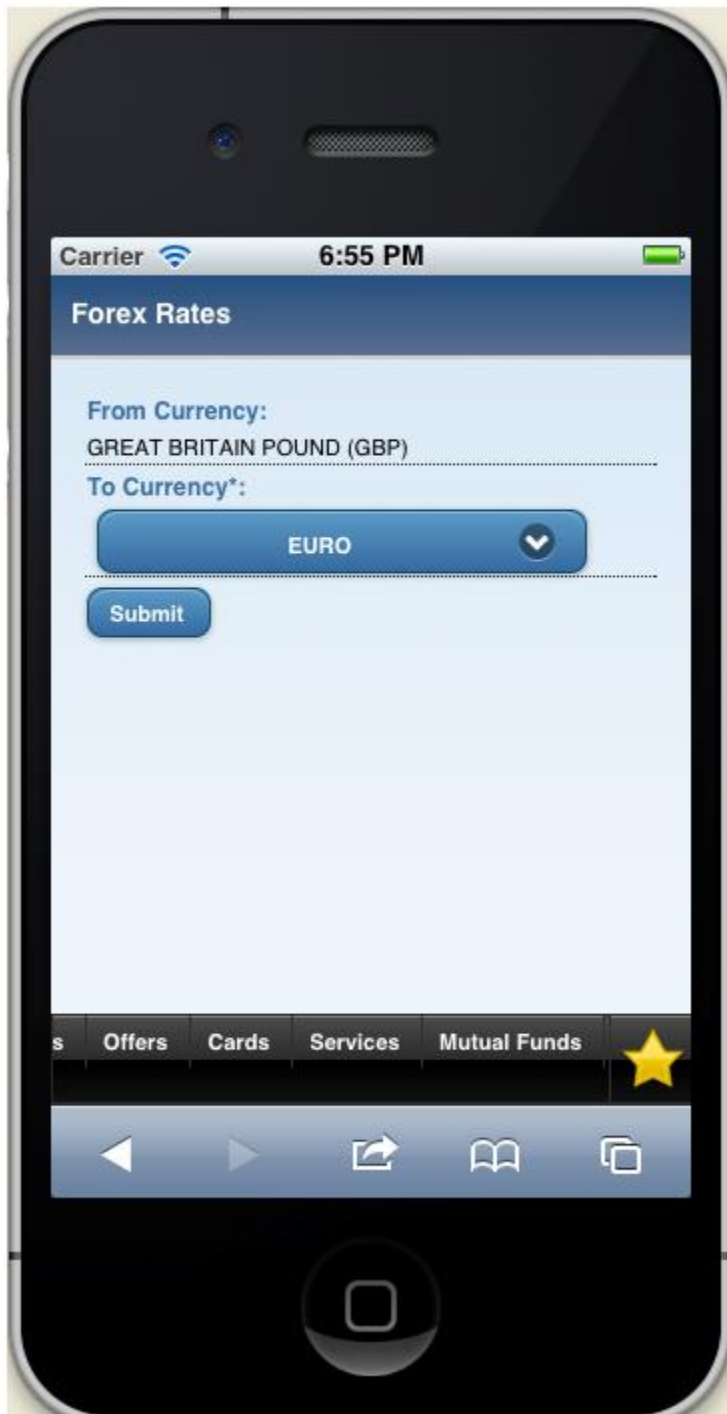 Carrier 6:55 PM
Forex Rates
From Currency:
GREAT BRITAIN POUND (GBP)
To Currency*:
EURO
Submit
s Offers Cards Services Mutual Funds